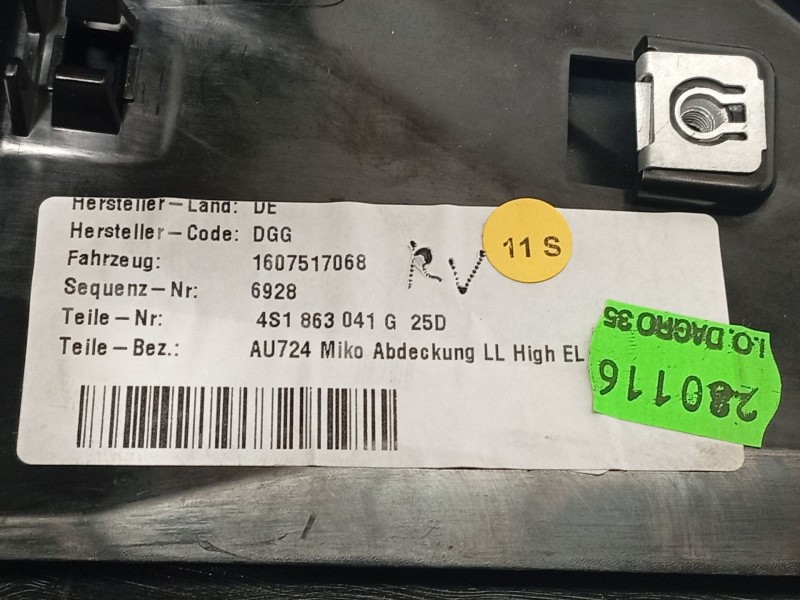 Hersteller-Land: DE
Hersteller-Code: DGG
Fahrzeug: 1607517068
Sequenz-Nr: 6928
Teile-Nr: 4S1 863 041 G 25D
Teile-Bez.: AU724 Miko Abdeckung LL High EL
RV
11 S
I.O. DAGRO 35
280116